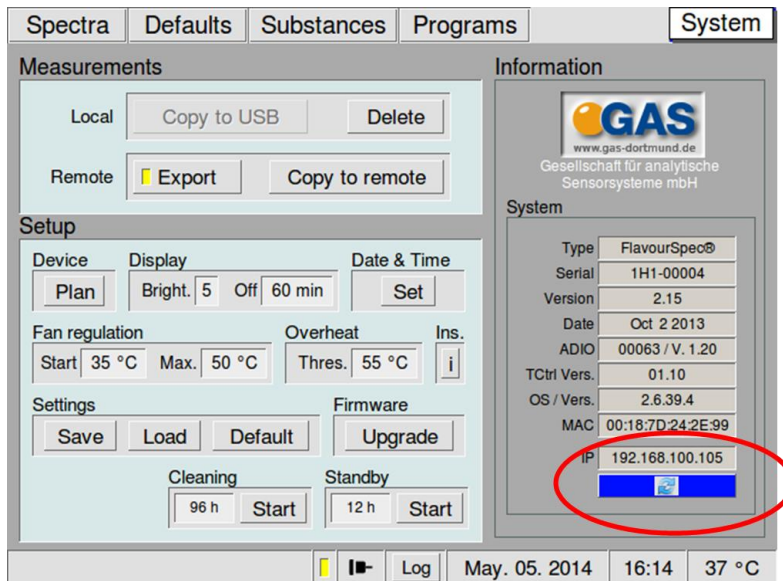 Spectra Defaults Substances Programs System
Measurements
Local Copy to USB Delete
Remote Export Copy to remote
Setup
Device Display Date & Time
Plan Bright. 5 Off 60 min Set
Fan regulation Overheat Ins.
Start 35 °C Max. 50 °C Thres. 55 °C i
Settings Firmware
Save Load Default Upgrade
Cleaning Standby
96 h Start 12 h Start
Information
GAS
www.gas-dortmund.de
Gesellschaft für analytische
Sensorsysteme mbH
System
Type FlavourSpec®
Serial 1H1-00004
Version 2.15
Date Oct 2 2013
ADIO 00063 / V. 1.20
TCtrl Vers. 01.10
OS / Vers. 2.6.39.4
MAC 00:18:7D:24:2E:99
IP 192.168.100.105
Log May. 05. 2014 16:14 37 °C